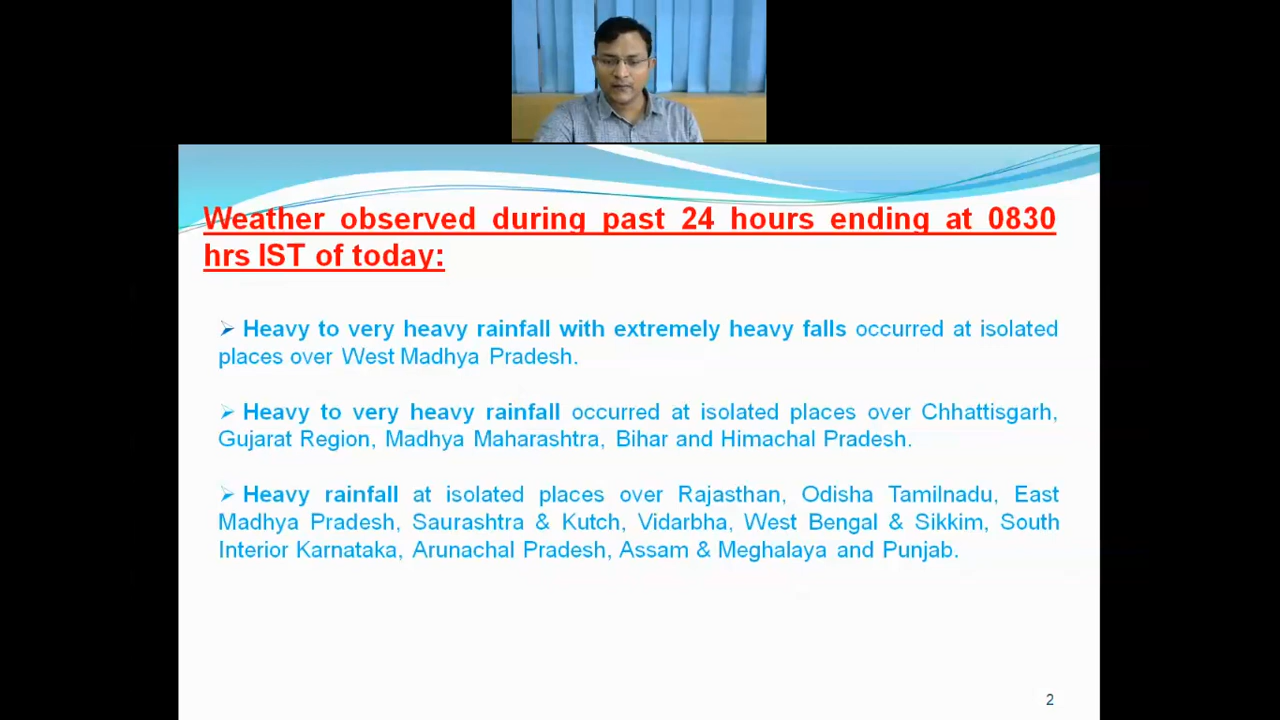 Weather observed during past 24 hours ending at 0830
hrs IST of today:
➢ Heavy to very heavy rainfall with extremely heavy falls occurred at isolated
places over West Madhya Pradesh.
➢ Heavy to very heavy rainfall occurred at isolated places over Chhattisgarh,
Gujarat Region, Madhya Maharashtra, Bihar and Himachal Pradesh.
➢ Heavy rainfall at isolated places over Rajasthan, Odisha Tamilnadu, East
Madhya Pradesh, Saurashtra & Kutch, Vidarbha, West Bengal & Sikkim, South
Interior Karnataka, Arunachal Pradesh, Assam & Meghalaya and Punjab.
2